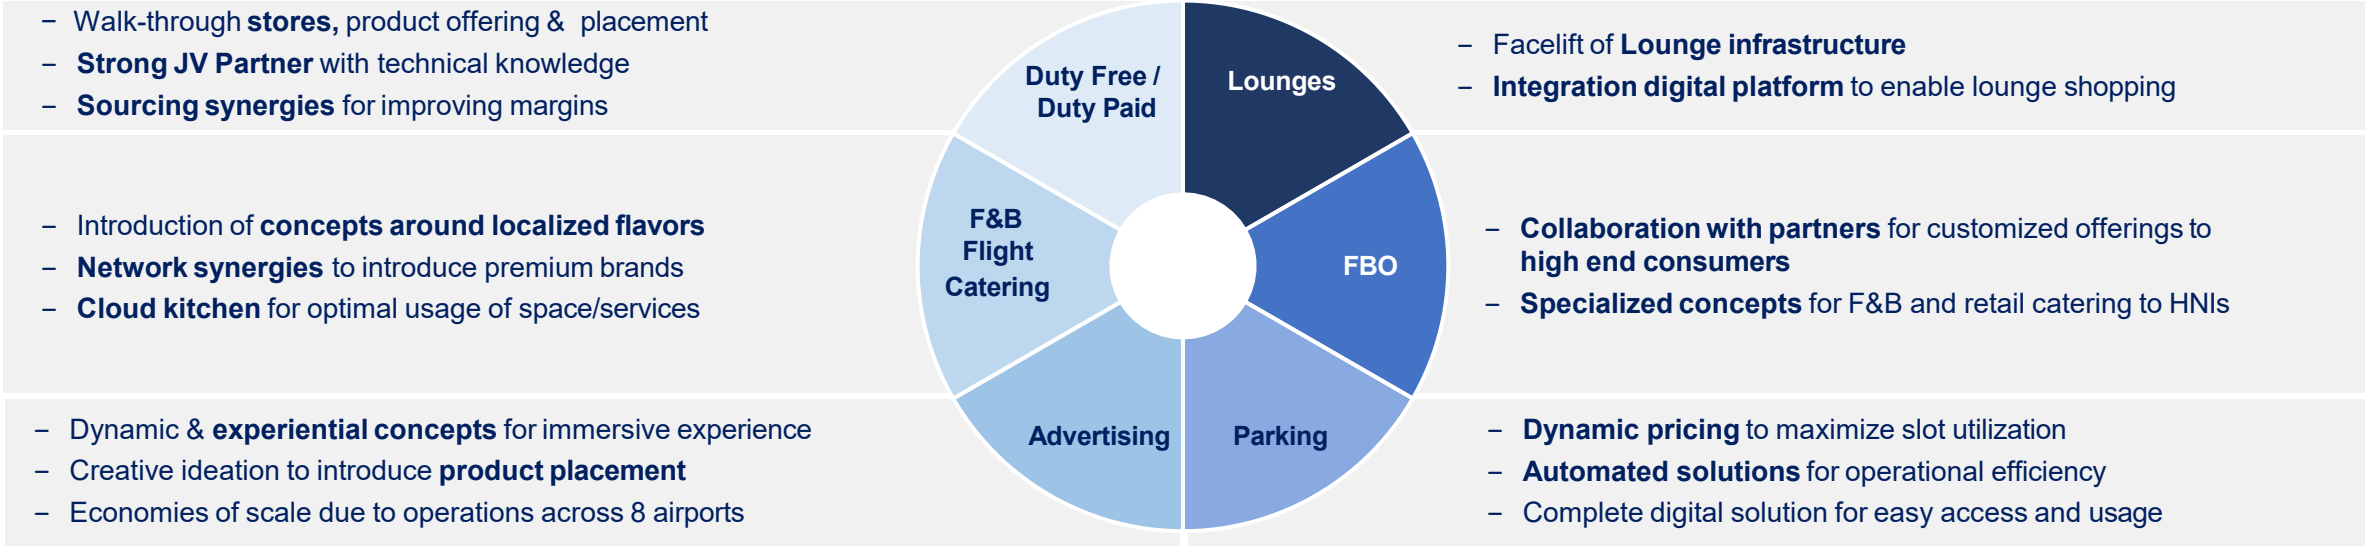 – Walk-through stores, product offering & placement
– Strong JV Partner with technical knowledge
– Sourcing synergies for improving margins
Duty Free /
Duty Paid
Lounges
– Facelift of Lounge infrastructure
– Integration digital platform to enable lounge shopping
– Introduction of concepts around localized flavors
– Network synergies to introduce premium brands
– Cloud kitchen for optimal usage of space/services
F&B
Flight
Catering
FBO
– Collaboration with partners for customized offerings to
high end consumers
– Specialized concepts for F&B and retail catering to HNIs
– Dynamic & experiential concepts for immersive experience
– Creative ideation to introduce product placement
– Economies of scale due to operations across 8 airports
Advertising
Parking
– Dynamic pricing to maximize slot utilization
– Automated solutions for operational efficiency
– Complete digital solution for easy access and usage